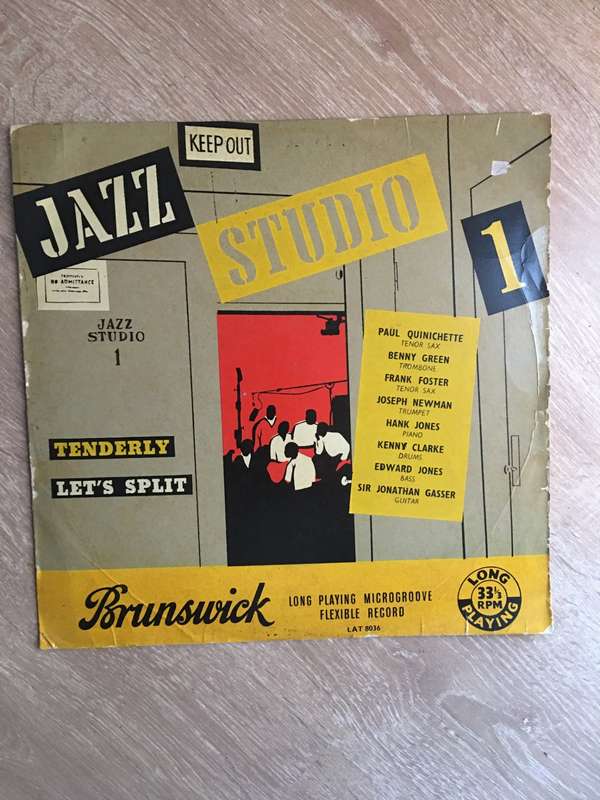 KEEP OUT
JAZZ
STUDIO
1
NO ADMITTANCE
JAZZ
STUDIO
1
PAUL QUINICHETTE
TENOR SAX
BENNY GREEN
TROMBONE
FRANK FOSTER
TENOR SAX
JOSEPH NEWMAN
TRUMPET
HANK JONES
PIANO
KENNY CLARKE
DRUMS
EDWARD JONES
BASS
SIR JONATHAN GASSER
GUITAR
TENDERLY
LET'S SPLIT
Brunswick
LONG PLAYING MICROGROOVE
FLEXIBLE RECORD
LAT 8036
LONG
33⅓
RPM
PLAYING